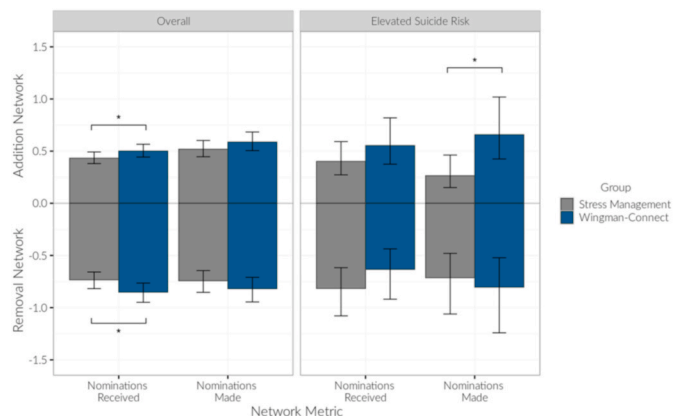 Overall
Elevated Suicide Risk
Addition Network
Removal Network
1.5
1.0
0.5
0.0
-0.5
-1.0
-1.5
*
*
*
Nominations
Received
Nominations
Made
Nominations
Received
Nominations
Made
Network Metric
Group
Stress Management
Wingman-Connect